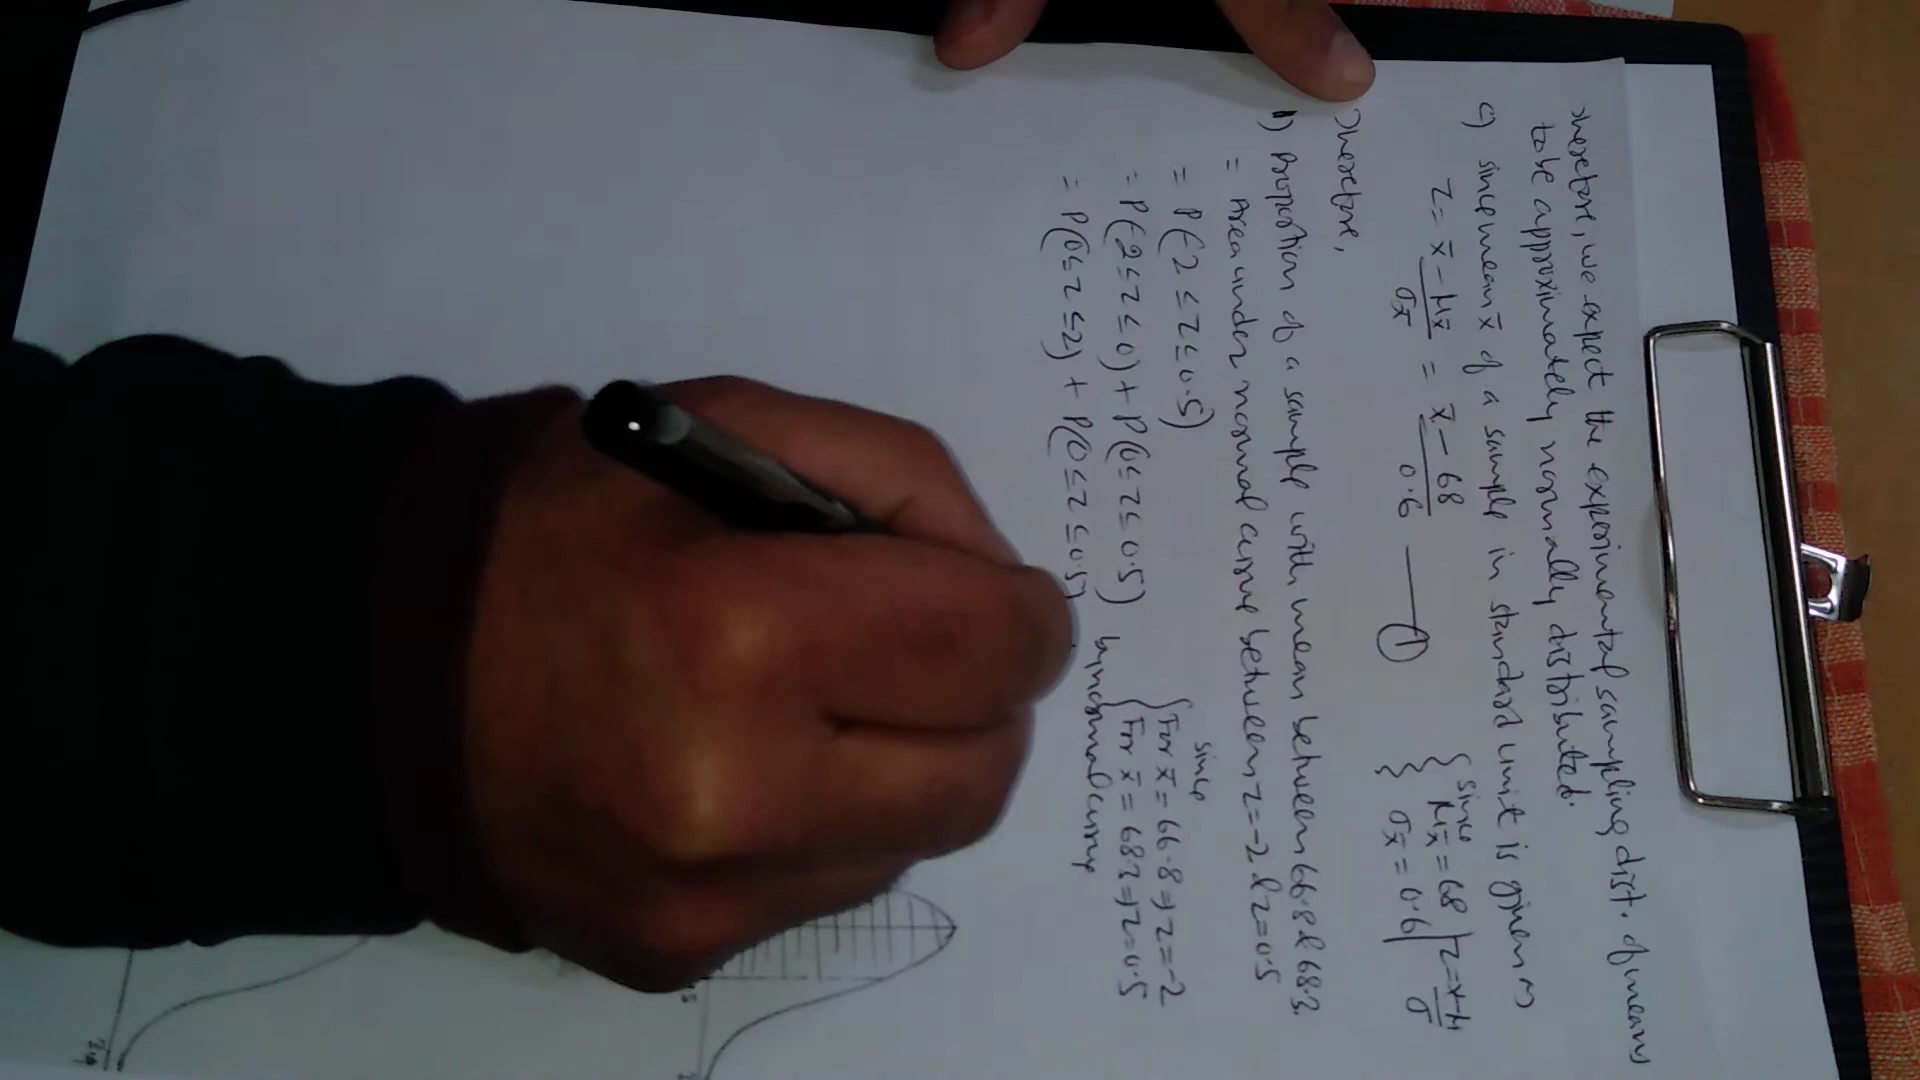 Therefore, we expect the experimental sampling dist. of means
to be approximately normally distributed.
c) since mean x̄ of a sample in standard unit is given as
z = x̄ - μx̄ / σx̄ = x̄ - 68 / 0.6 — ①
{ since μx̄ = 68
σx̄ = 0.6 | z = x-μ / σ
Therefore,
1) Proportion of a sample with mean between 66.8 & 68.3
= Area under normal curve between z = -2 & z = 0.5
= P(-2 ≤ z ≤ 0.5)
since
{ For x̄ = 66.8 ⇒ z = -2
{ For x̄ = 68.3 ⇒ z = 0.5
= P(-2 ≤ z ≤ 0) + P(0 ≤ z ≤ 0.5)
by normal curve
= P(0 ≤ z ≤ 2) + P(0 ≤ z ≤ 0.5)